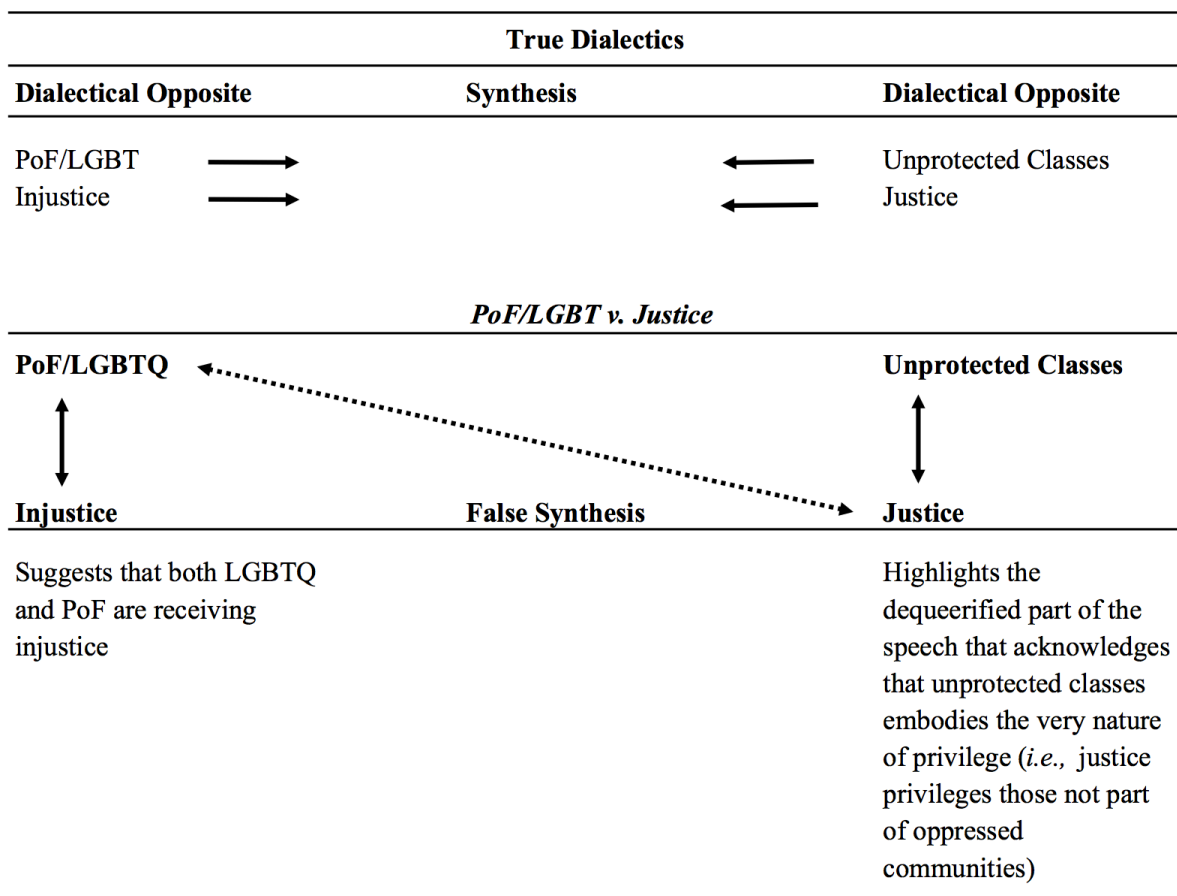 True Dialectics
Dialectical Opposite Synthesis Dialectical Opposite
PoF/LGBT Unprotected Classes
Injustice Justice
PoF/LGBT v. Justice
PoF/LGBTQ Unprotected Classes
Injustice False Synthesis Justice
Suggests that both LGBTQ
and PoF are receiving
injustice
Highlights the
dequeerified part of the
speech that acknowledges
that unprotected classes
embodies the very nature
of privilege (i.e., justice
privileges those not part
of oppressed
communities)